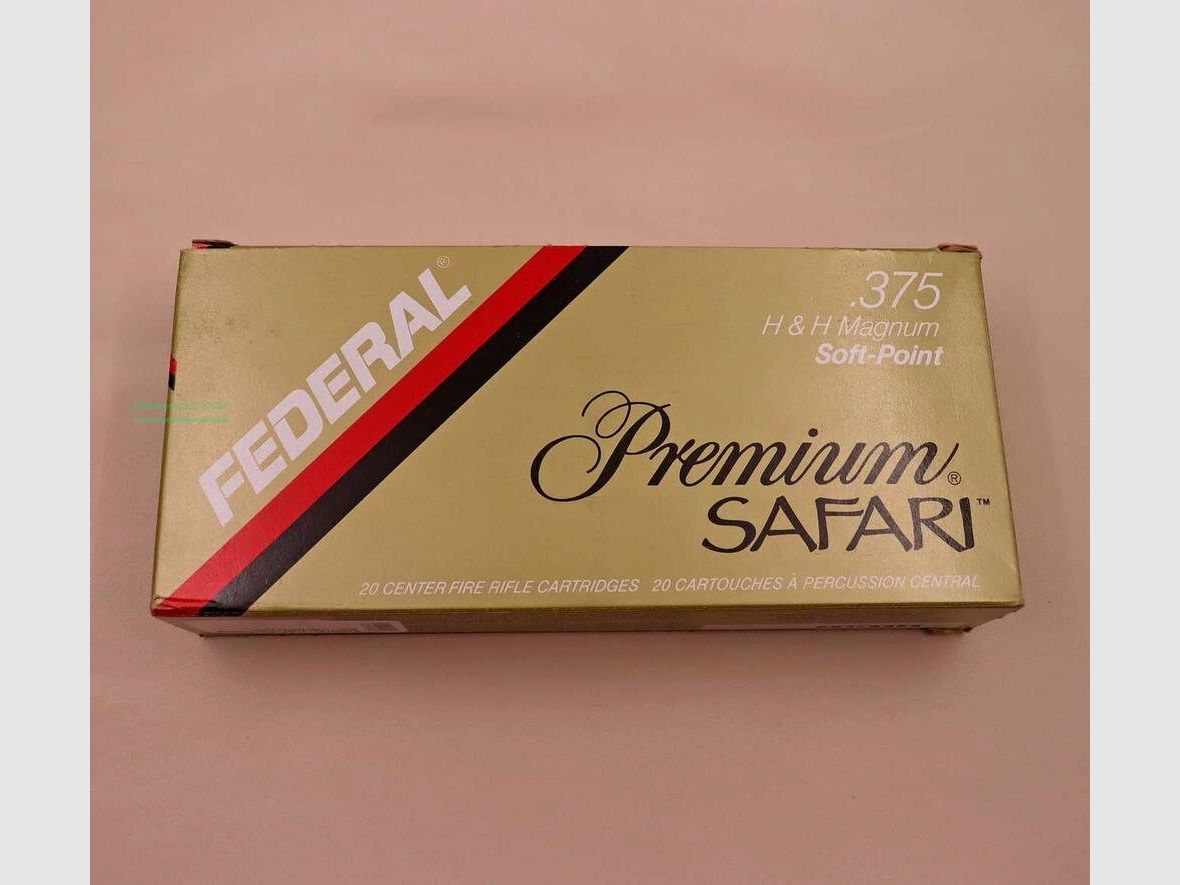 FEDERAL®
.375
H & H Magnum
Soft-Point
Premium®
SAFARI™
20 CENTER FIRE RIFLE CARTRIDGES 20 CARTOUCHES À PERCUSSION CENTRAL